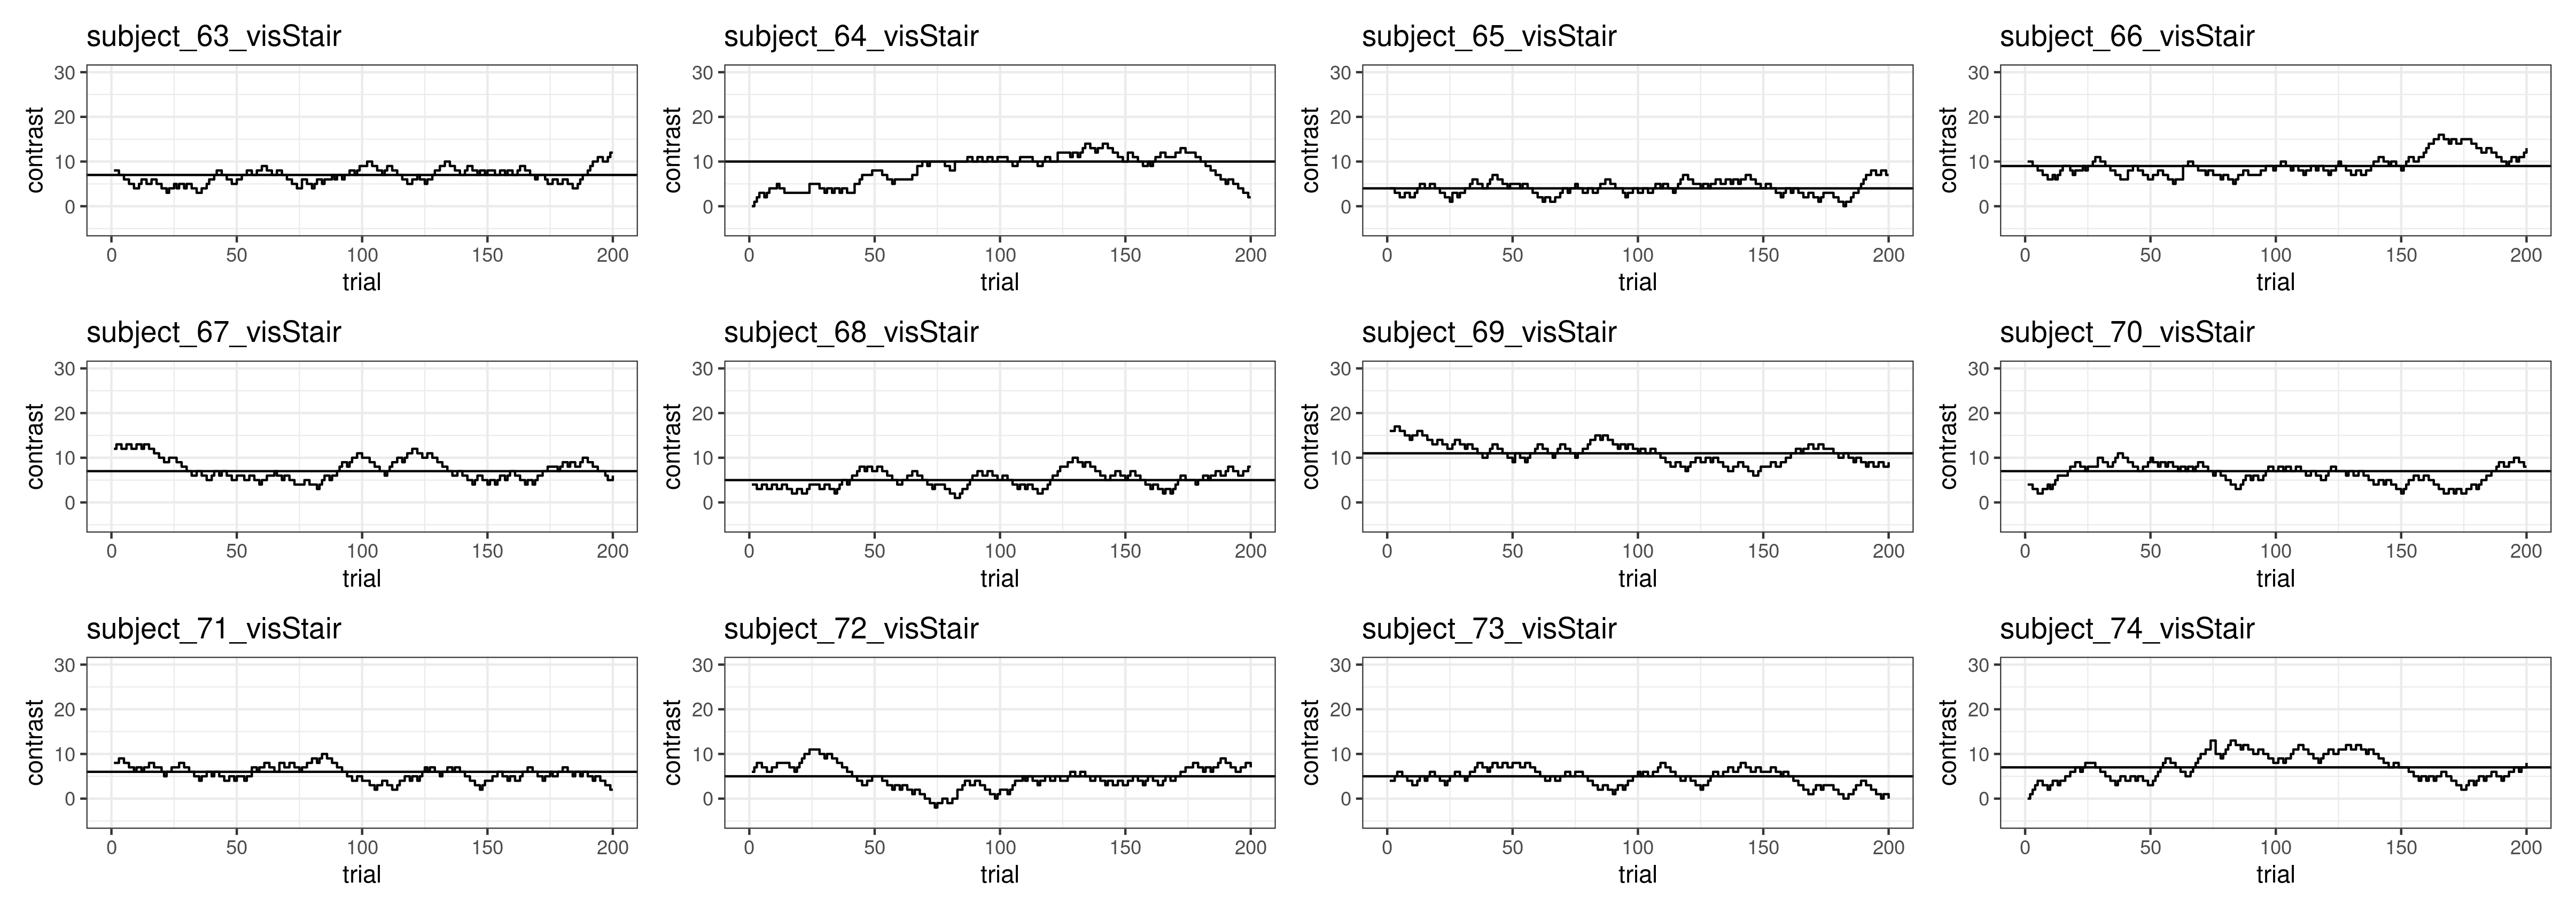 subject_63_visStair
30
20
10
0
contrast
0 50 100 150 200
trial
subject_64_visStair
30
20
10
0
contrast
0 50 100 150 200
trial
subject_65_visStair
30
20
10
0
contrast
0 50 100 150 200
trial
subject_66_visStair
30
20
10
0
contrast
0 50 100 150 200
trial
subject_67_visStair
30
20
10
0
contrast
0 50 100 150 200
trial
subject_68_visStair
30
20
10
0
contrast
0 50 100 150 200
trial
subject_69_visStair
30
20
10
0
contrast
0 50 100 150 200
trial
subject_70_visStair
30
20
10
0
contrast
0 50 100 150 200
trial
subject_71_visStair
30
20
10
0
contrast
0 50 100 150 200
trial
subject_72_visStair
30
20
10
0
contrast
0 50 100 150 200
trial
subject_73_visStair
30
20
10
0
contrast
0 50 100 150 200
trial
subject_74_visStair
30
20
10
0
contrast
0 50 100 150 200
trial